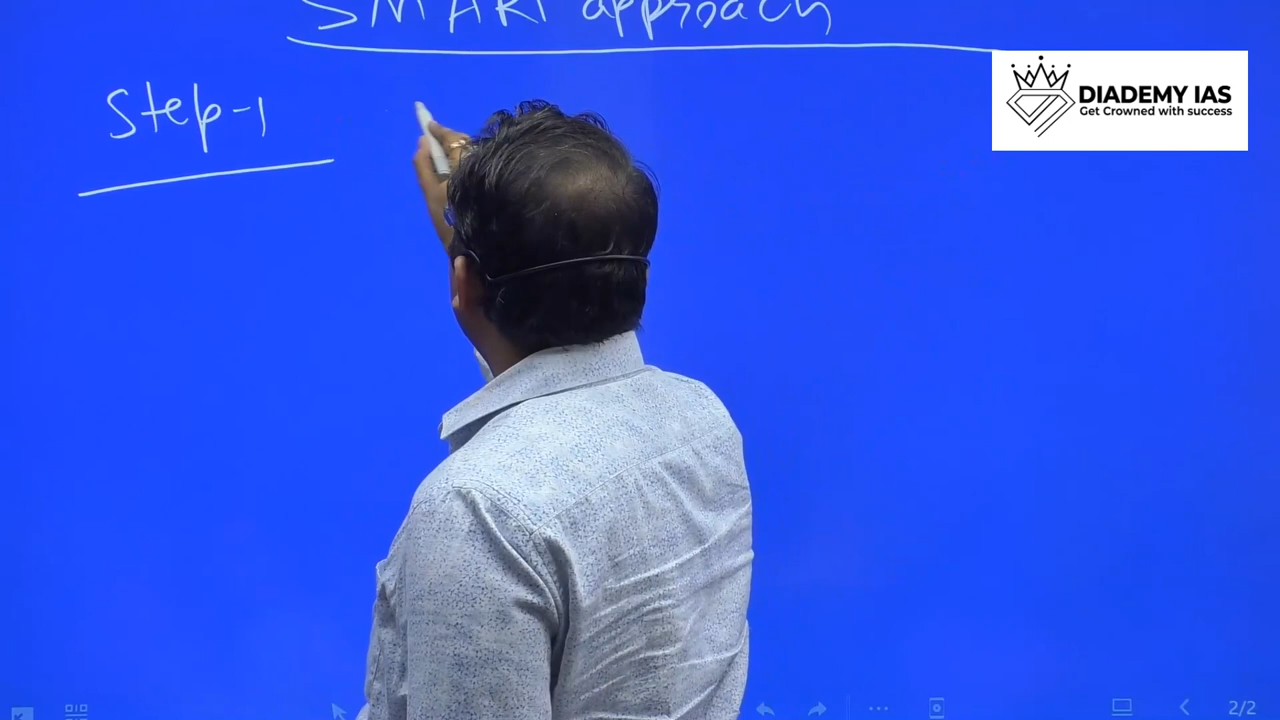 SMART approach
Step-1
DIADEMY IAS
Get Crowned with success
2/2